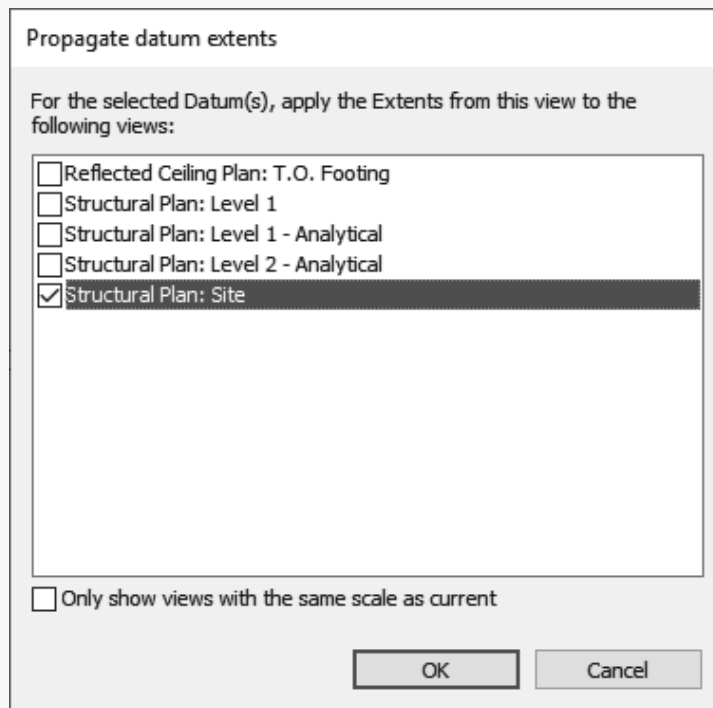 Propagate datum extents
For the selected Datum(s), apply the Extents from this view to the
following views:
Reflected Ceiling Plan: T.O. Footing
Structural Plan: Level 1
Structural Plan: Level 1 - Analytical
Structural Plan: Level 2 - Analytical
Structural Plan: Site
Only show views with the same scale as current
OK Cancel